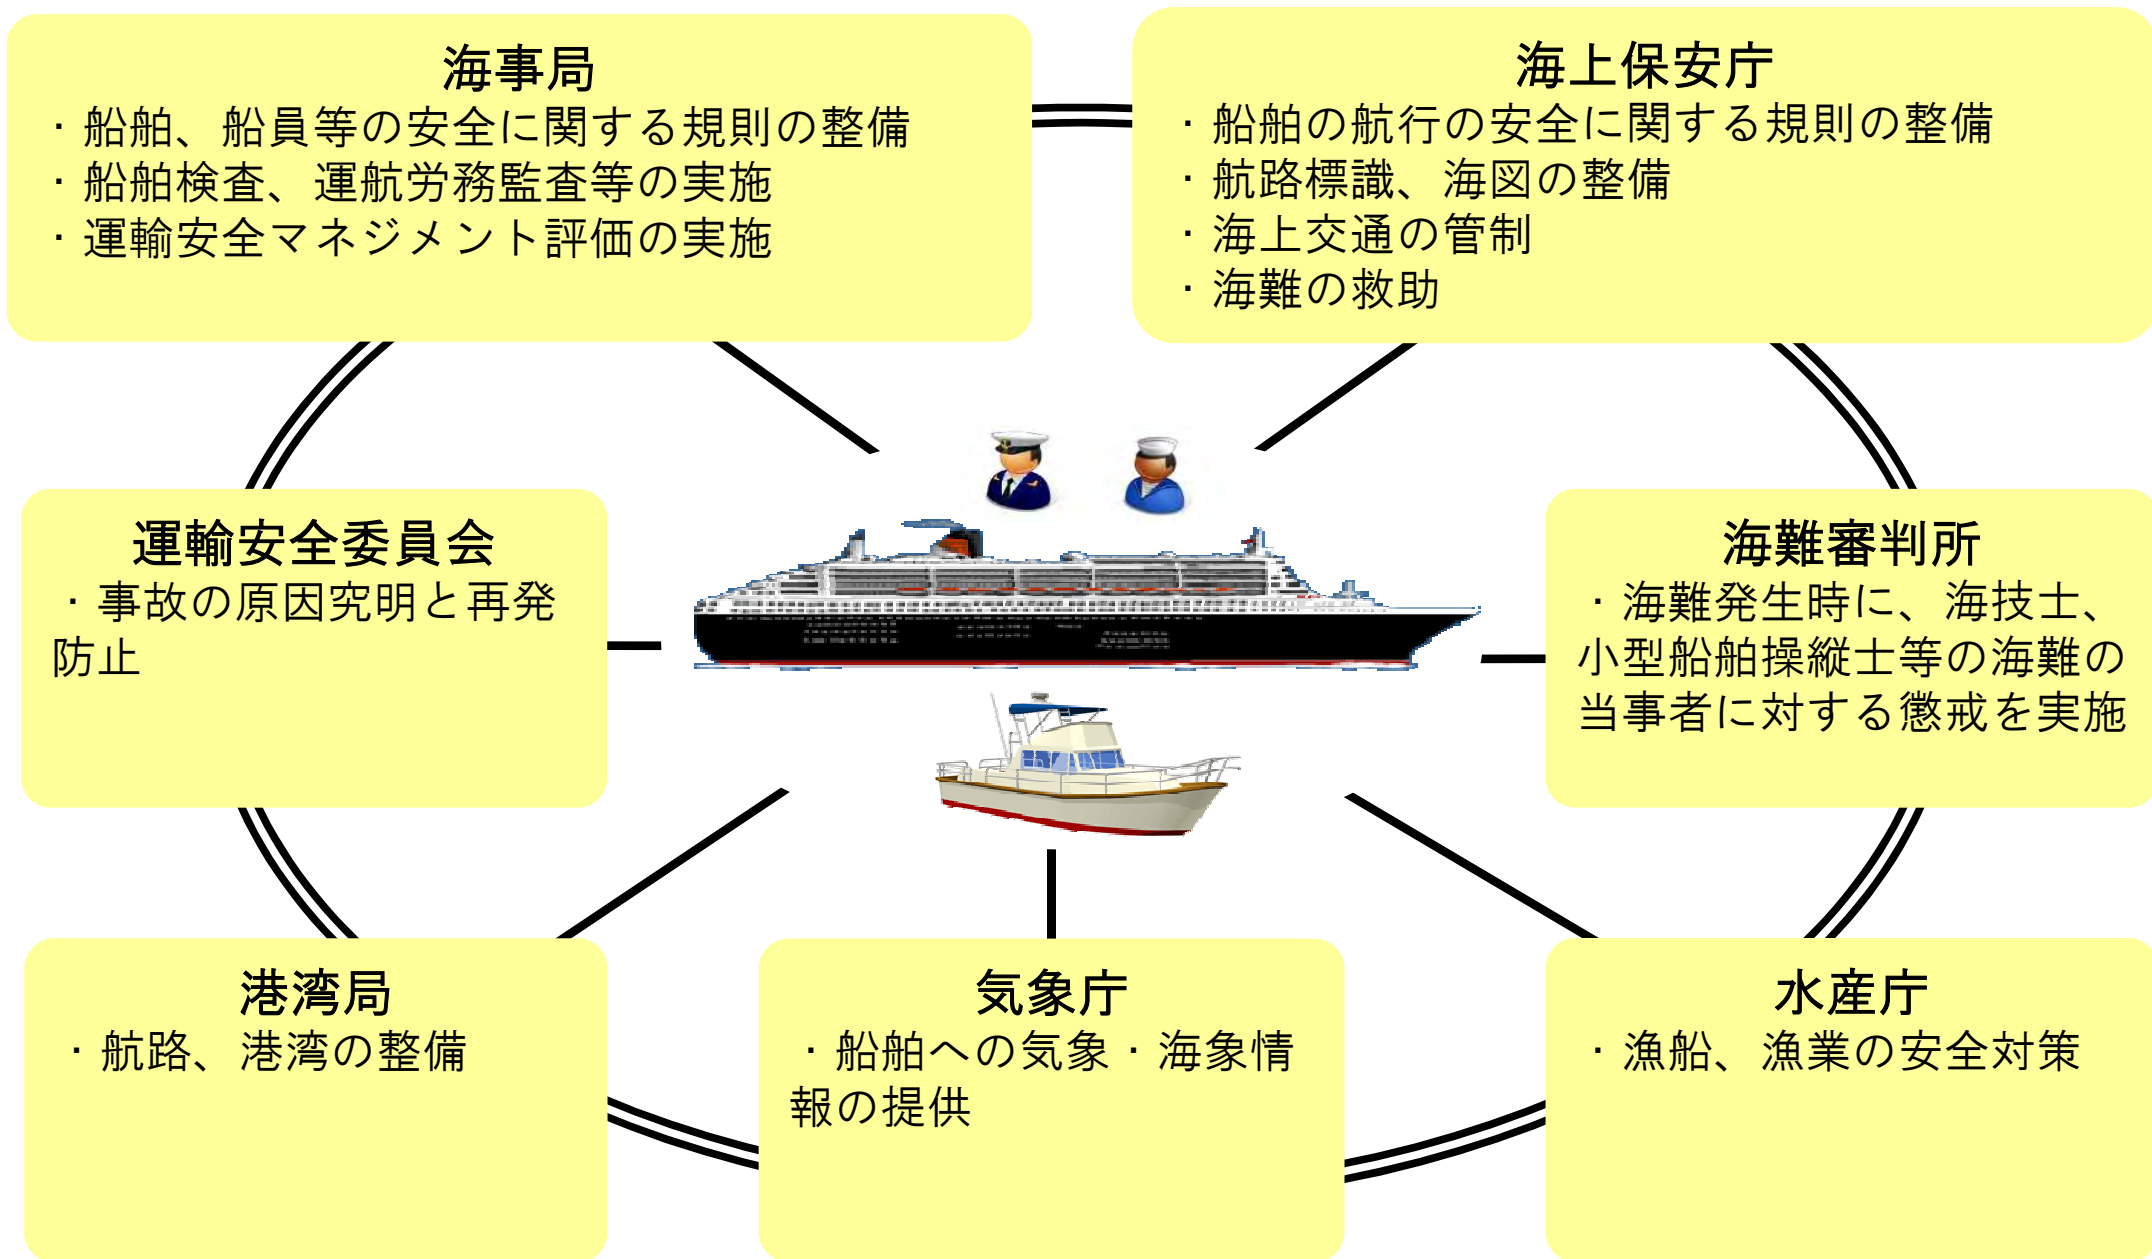 海事局
・船舶、船員等の安全に関する規則の整備
・船舶検査、運航労務監査等の実施
・運輸安全マネジメント評価の実施
海上保安庁
・船舶の航行の安全に関する規則の整備
・航路標識、海図の整備
・海上交通の管制
・海難の救助
運輸安全委員会
・事故の原因究明と再発
防止
海難審判所
・海難発生時に、海技士、
小型船舶操縦士等の海難の
当事者に対する懲戒を実施
港湾局
・航路、港湾の整備
気象庁
・船舶への気象・海象情
報の提供
水産庁
・漁船、漁業の安全対策